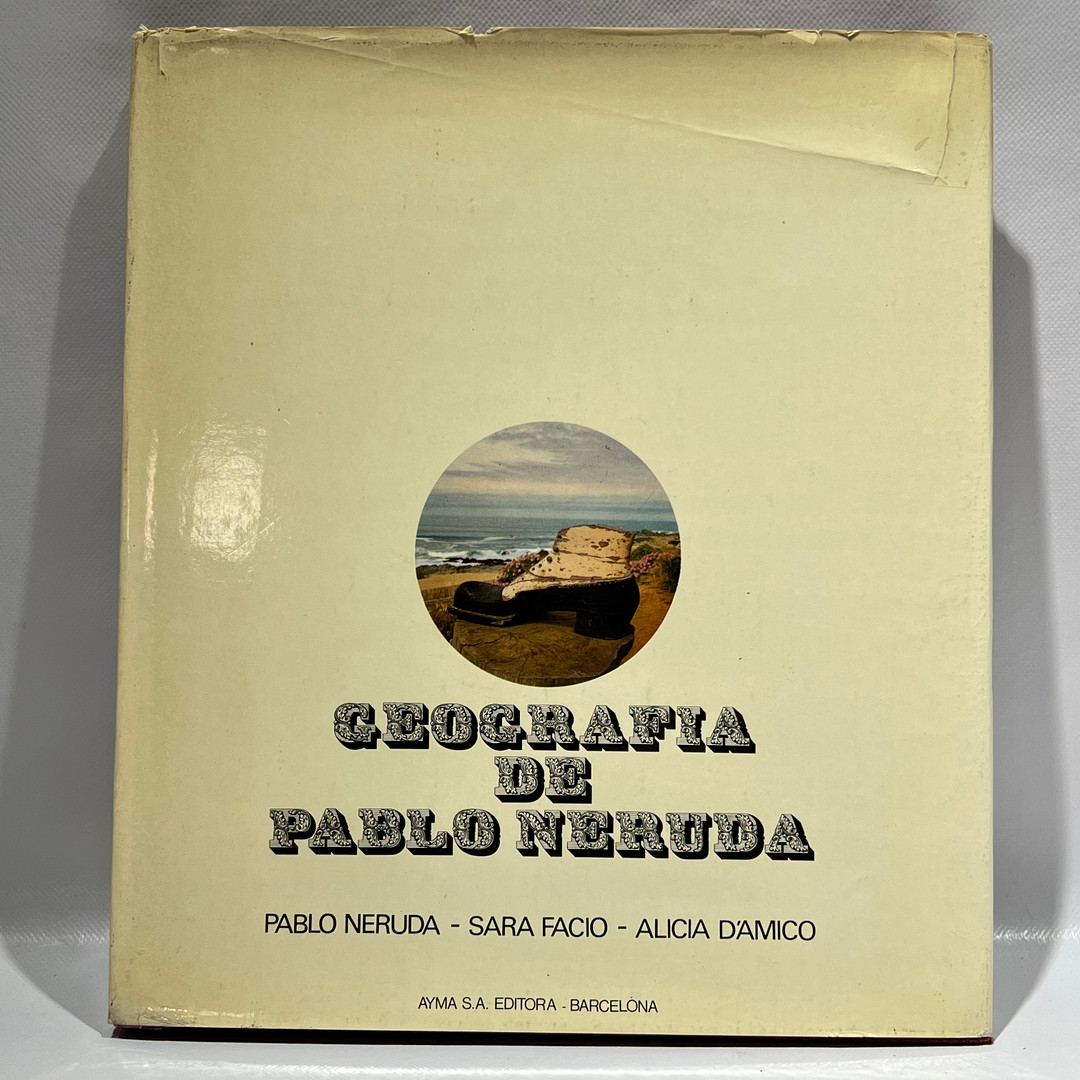 GEOGRAFIA
DE
PABLO NERUDA
PABLO NERUDA - SARA FACIO - ALICIA D'AMICO
AYMA S.A. EDITORA - BARCELONA